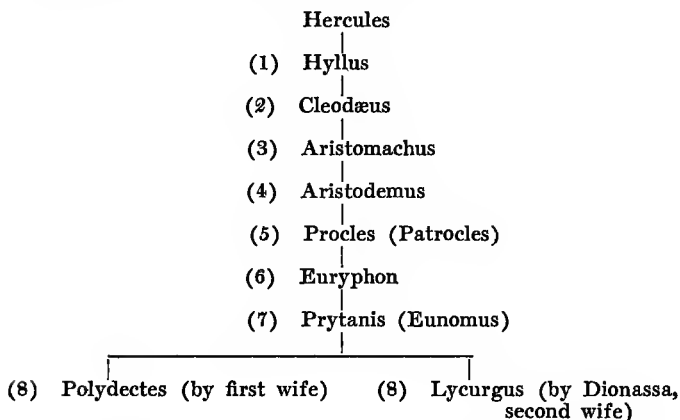 Hercules
(1) Hyllus
(2) Cleodæus
(3) Aristomachus
(4) Aristodemus
(5) Procles (Patrocles)
(6) Euryphon
(7) Prytanis (Eunomus)
(8) Polydectes (by first wife) (8) Lycurgus (by Dionassa,
second wife)